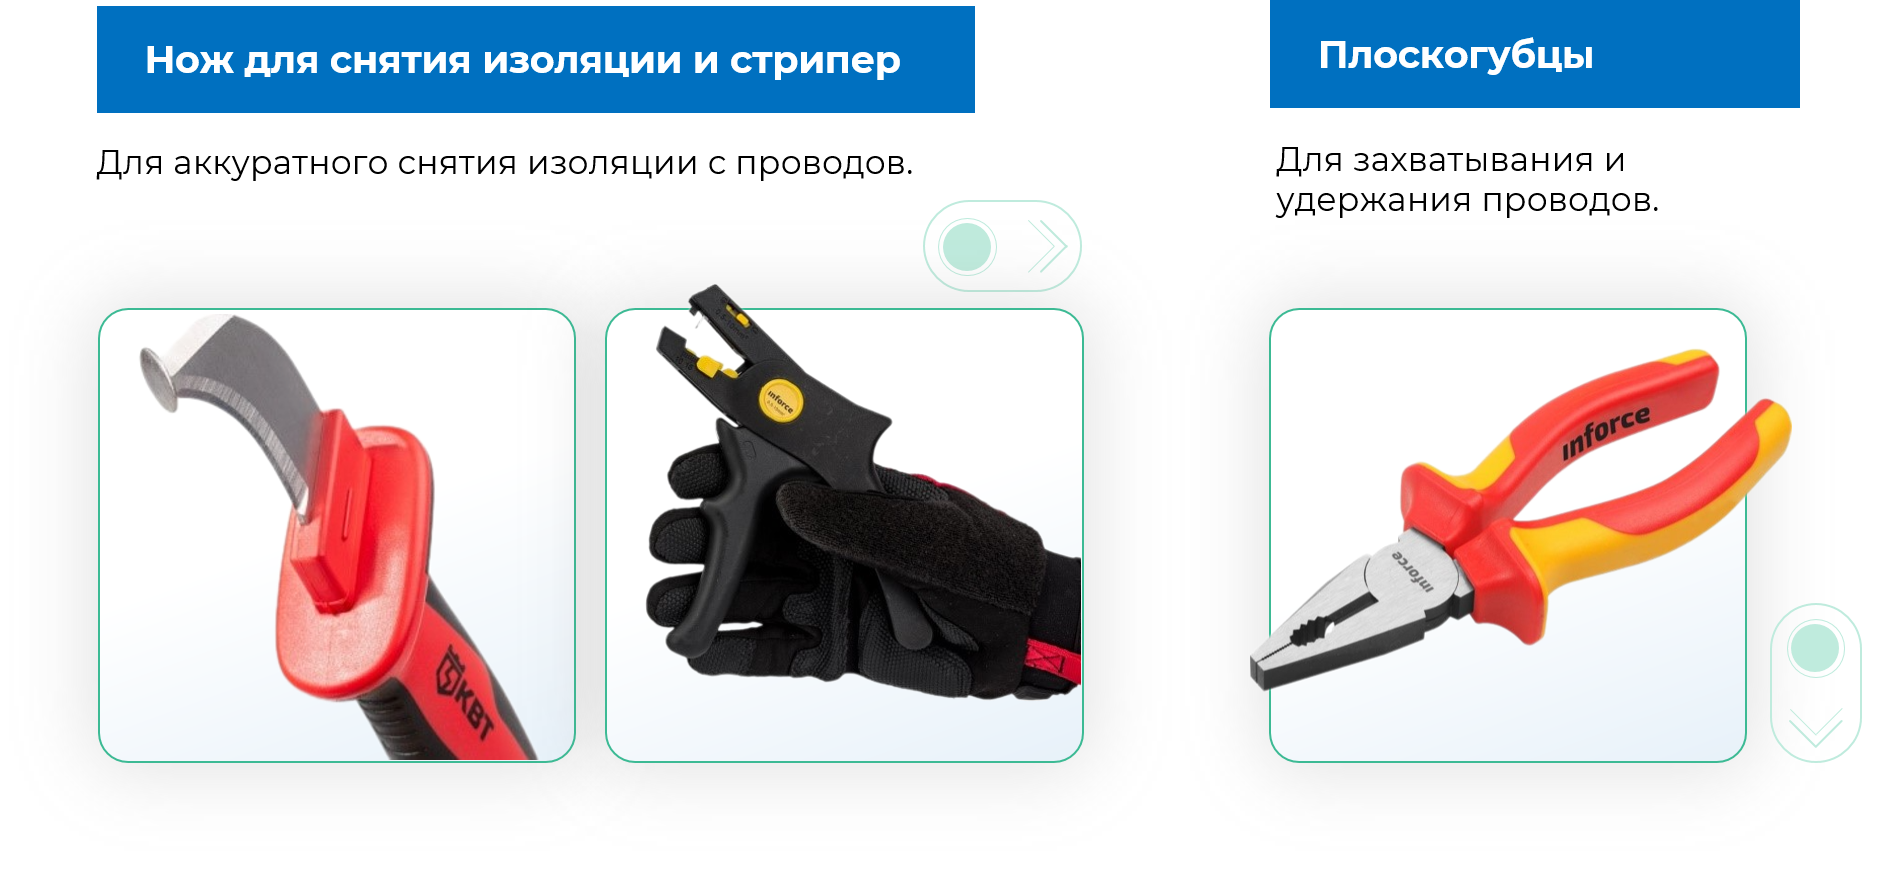 Нож для снятия изоляции и стрипер
Для аккуратного снятия изоляции с проводов.
Плоскогубцы
Для захватывания и
удержания проводов.
КВТ
inforce
inforce
inforce